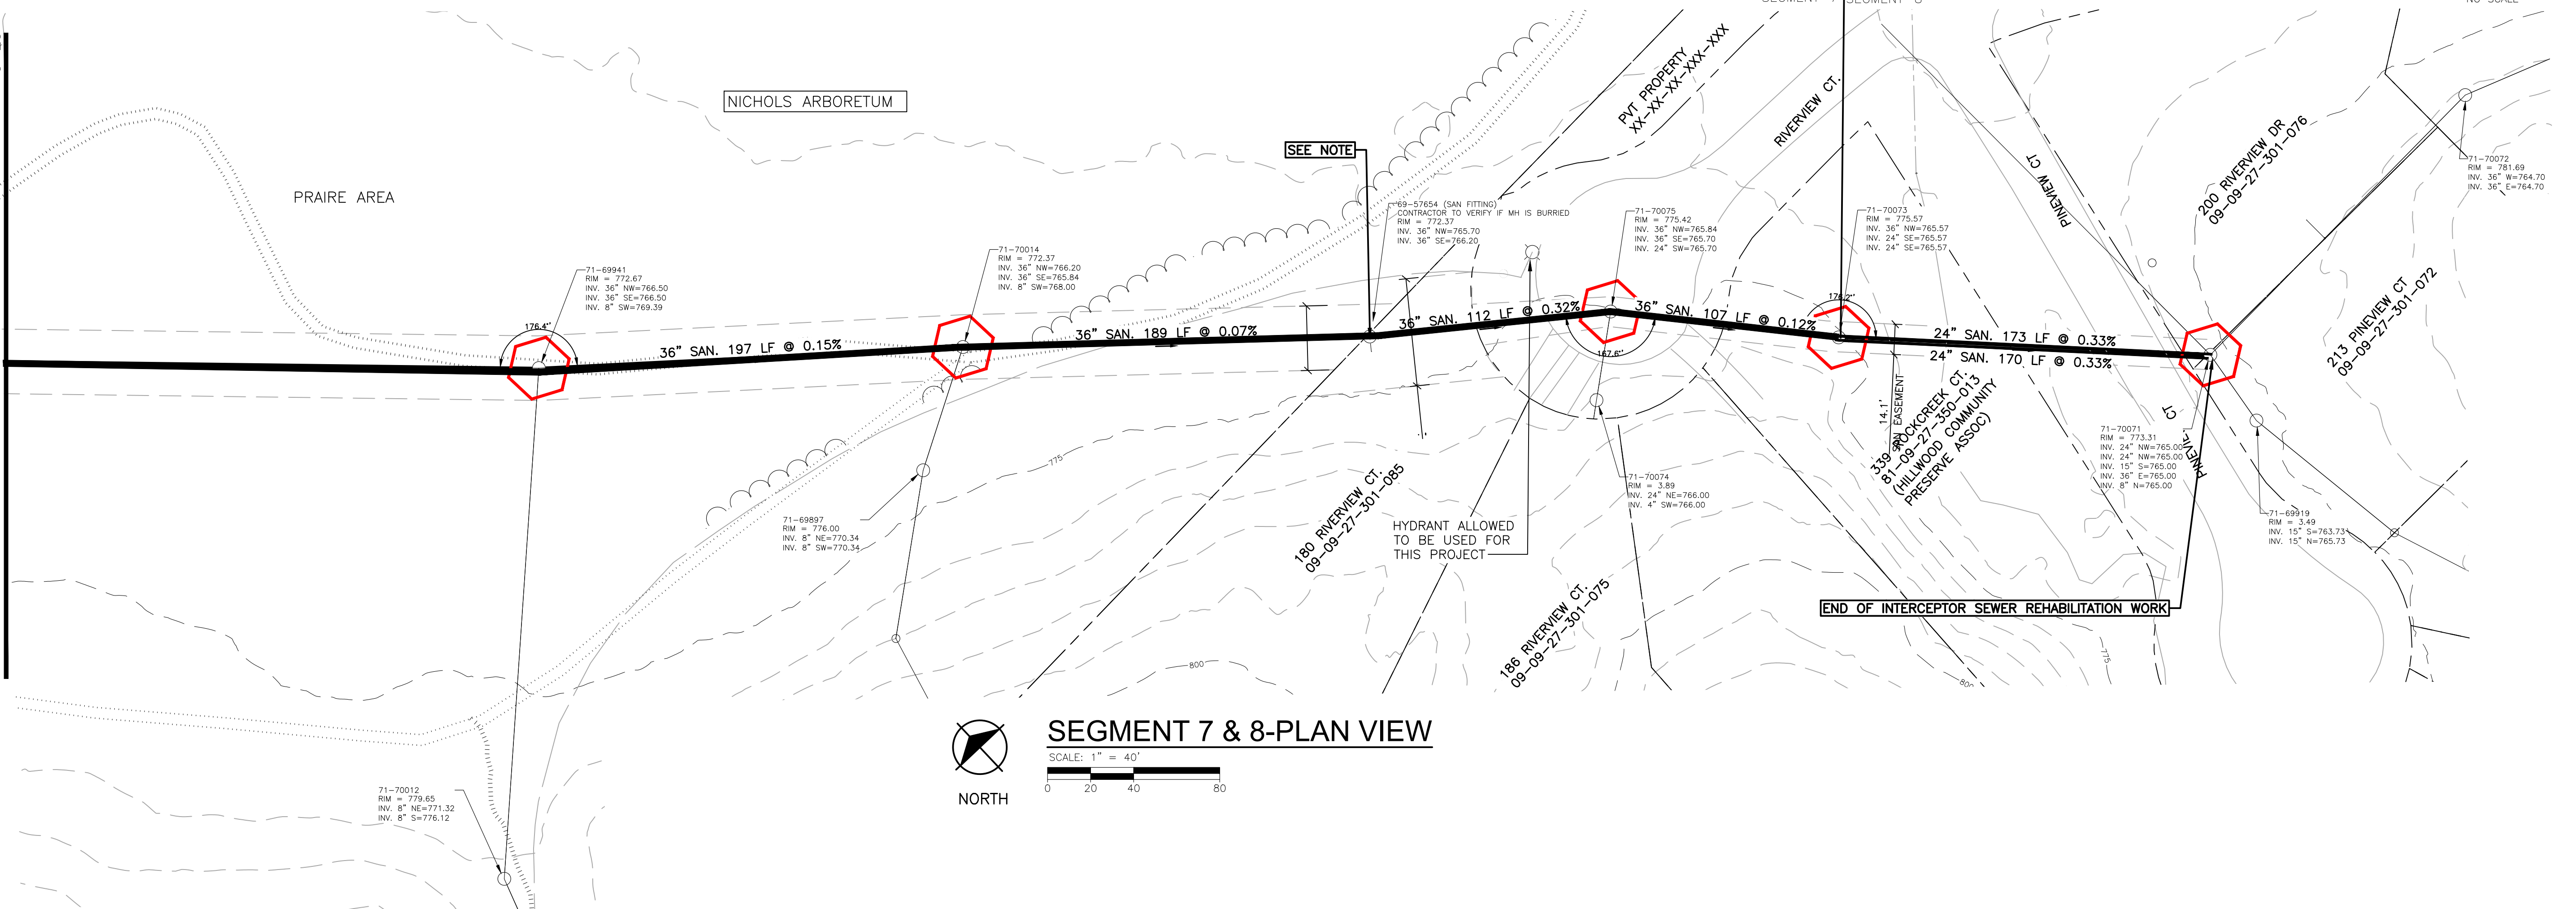 NICHOLS ARBORETUM
PRAIRE AREA
SEE NOTE
PVT PROPERTY
XX-XX-XX-XXX-XXX
RIVERVIEW CT.
PINEVIEW CT
200 RIVERVIEW DR
09-09-27-301-076
71-70072
RIM = 781.69
INV. 36" W=764.70
INV. 36" E=764.70
69-57654 (SAN FITTING)
CONTRACTOR TO VERIFY IF MH IS BURRIED
RIM = 772.37
INV. 36" NW=765.70
INV. 36" SE=766.20
71-70075
RIM = 775.42
INV. 36" NW=765.84
INV. 36" SE=765.70
INV. 24" SW=765.70
71-70073
RIM = 775.57
INV. 36" NW=765.57
INV. 24" SE=765.57
INV. 24" SE=765.57
71-70014
RIM = 772.37
INV. 36" NW=766.20
INV. 36" SE=765.84
INV. 8" SW=768.00
71-69941
RIM = 772.67
INV. 36" NW=766.50
INV. 36" SE=766.50
INV. 8" SW=769.39
176.4°
36" SAN. 197 LF @ 0.15%
36" SAN. 189 LF @ 0.07%
36" SAN. 112 LF @ 0.32%
36" SAN. 107 LF @ 0.12%
176.2°
167.6°
24" SAN. 173 LF @ 0.33%
24" SAN. 170 LF @ 0.33%
213 PINEVIEW CT
09-09-27-301-072
14.1'
SAN EASEMENT
339 ROCKCREEK CT.
81-09-27-350-013
(HILLWOOD COMMUNITY
PRESERVE ASSOC)
71-70071
RIM = 773.31
INV. 24" NW=765.00
INV. 24" NW=765.00
INV. 15" S=765.00
INV. 36" E=765.00
INV. 8" N=765.00
71-69919
RIM = 3.49
INV. 15" S=763.73
INV. 15" N=765.73
775
71-70074
RIM = 3.89
INV. 24" NE=766.00
INV. 4" SW=766.00
180 RIVERVIEW CT.
09-09-27-301-085
HYDRANT ALLOWED
TO BE USED FOR
THIS PROJECT
71-69897
RIM = 776.00
INV. 8" NE=770.34
INV. 8" SW=770.34
186 RIVERVIEW CT.
09-09-27-301-075
END OF INTERCEPTOR SEWER REHABILITATION WORK
800
775
800
SEGMENT 7 & 8-PLAN VIEW
SCALE: 1" = 40'
0 20 40 80
NORTH
71-70012
RIM = 779.65
INV. 8" NE=771.32
INV. 8" S=776.12